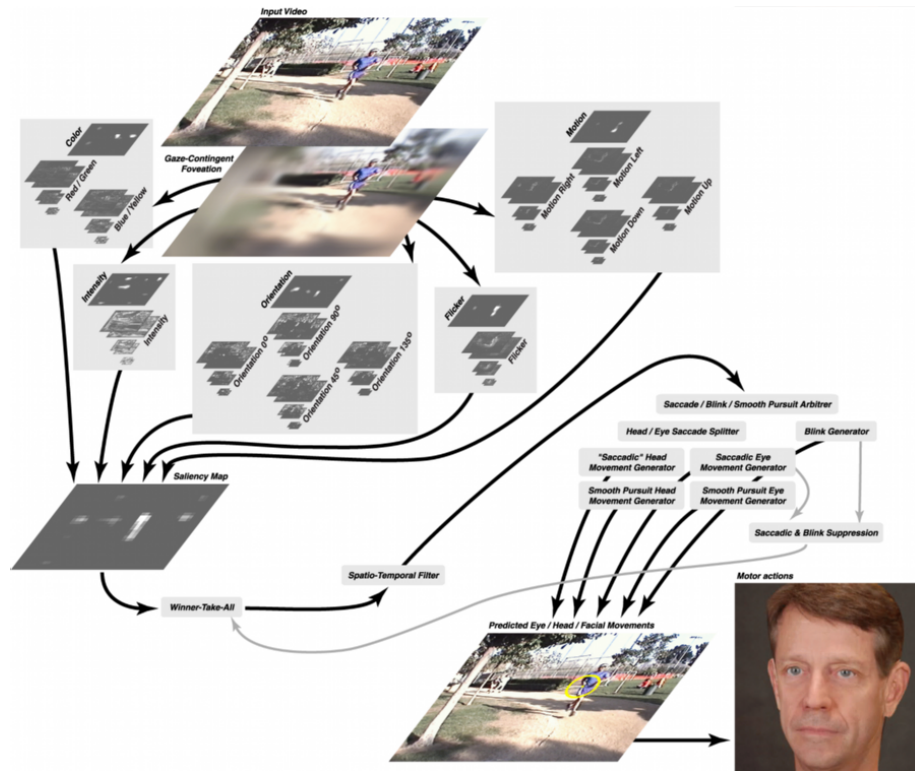 Input Video
Color
Red / Green
Blue / Yellow
Gaze-Contingent
Foveation
Motion
Motion Left
Motion Right
Motion Up
Motion Down
Intensity
Intensity
Orientation
Orientation 90º
Orientation 0º
Orientation 135º
Orientation 45º
Flicker
Flicker
Saccade / Blink / Smooth Pursuit Arbitrer
Head / Eye Saccade Splitter
Blink Generator
"Saccadic" Head
Movement Generator
Saccadic Eye
Movement Generator
Smooth Pursuit Head
Movement Generator
Smooth Pursuit Eye
Movement Generator
Saccadic & Blink Suppression
Saliency Map
Spatio-Temporal Filter
Winner-Take-All
Motor actions
Predicted Eye / Head / Facial Movements